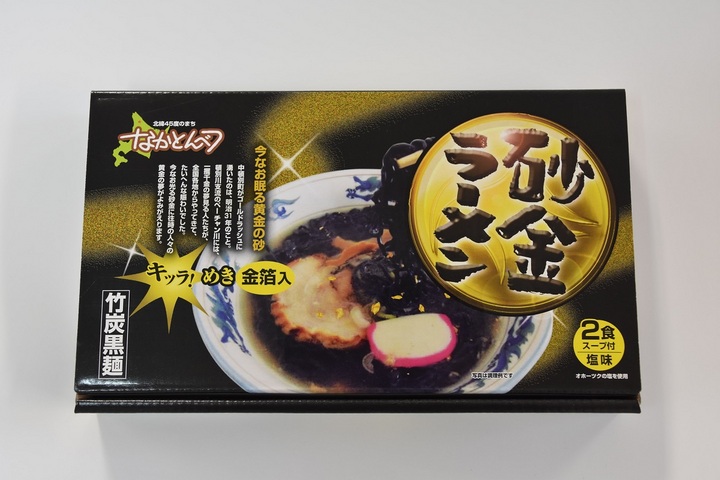 北緯45度のまち
なかとんべつ
砂金
ラーメン
今なお眠る黄金の砂
中頓別町がゴールドラッシュに
湧いたのは、明治31年のこと。
頓別川支流のペーチャン川には、
一攫千金の夢見る人たちが、
全国各地からやってきて、
たいへんな賑わいでした。
今なお光る砂金に往時の人々の
黄金の夢がよみがえります。
キラッ!めき金箔入
竹炭黒麺
2食
スープ付
塩味
オホーツクの塩を使用
写真は調理例です